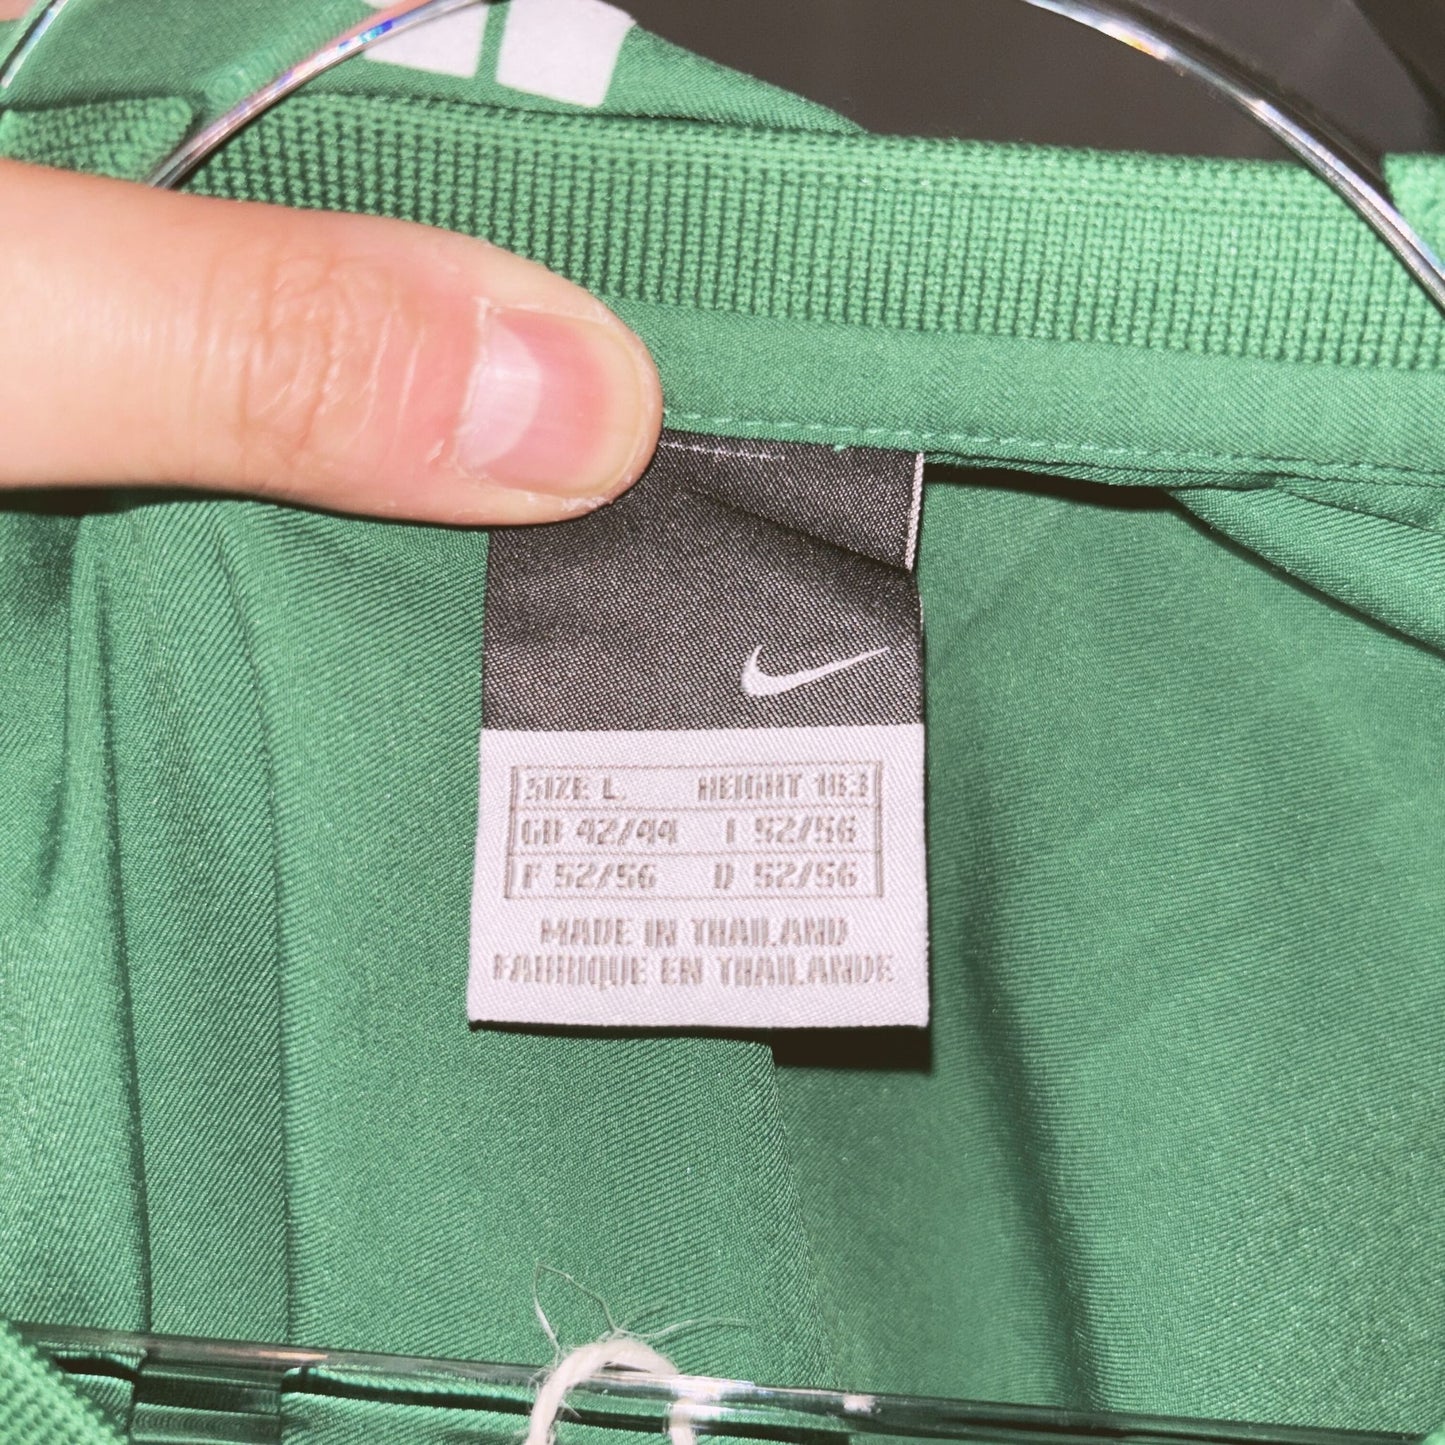 SIZE L HEIGHT 183
GB 42/44 I 52/56
F 52/56 D 52/56
MADE IN THAILAND
FABRIQUE EN THAILANDE